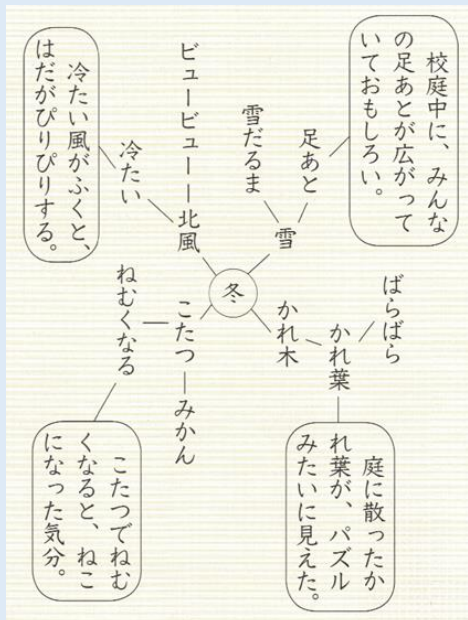 校庭中に、みんな
の足あとが広がって
いておもしろい。
足あと
雪だるま
雪
ビュービュー
北風
冷たい
冷たい風がふくと、
はだがぴりぴりする。
冬
ばらばら
かれ葉
かれ木
庭に散ったか
れ葉が、パズル
みたいに見えた。
こたつ
みかん
ねむくなる
こたつでねむ
くなると、ねこ
になった気分。